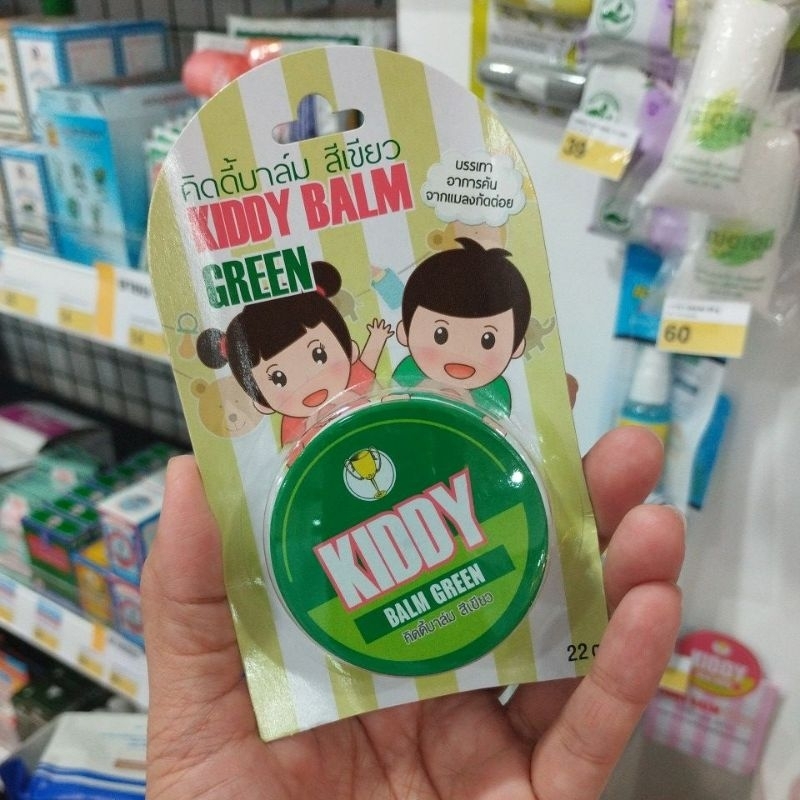 คิดดี้บาล์ม สีเขียว
KIDDY BALM
GREEN
บรรเทา
อาการคัน
จากแมลงกัดต่อย
KIDDY
BALM GREEN
คิดดี้บาล์ม สีเขียว
22
39
60
KIDDY